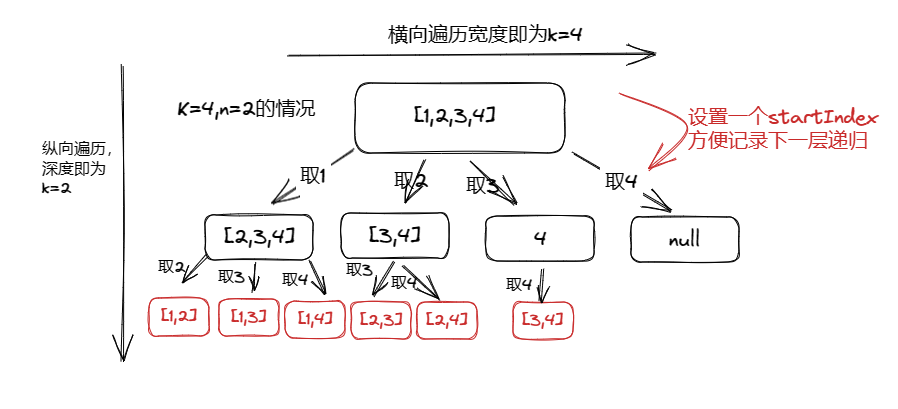 横向遍历宽度即为k=4
K=4,n=2的情况
[1,2,3,4]
设置一个startIndex
方便记录下一层递归
纵向遍历，
深度即为
k=2
取1
取2
取3
取4
[2,3,4]
[3,4]
4
null
取2
取3
取4
取3
取4
取4
[1,2]
[1,3]
[1,4]
[2,3]
[2,4]
[3,4]